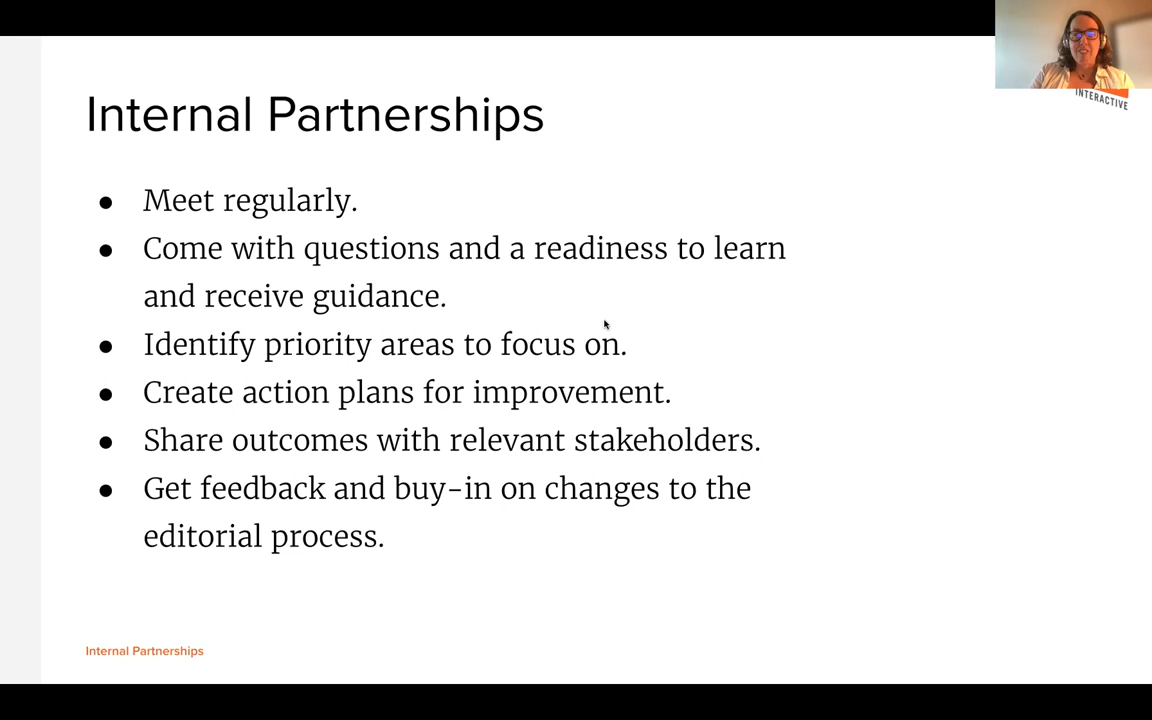 Internal Partnerships
INTERACTIVE
● Meet regularly.
● Come with questions and a readiness to learn
and receive guidance.
● Identify priority areas to focus on.
● Create action plans for improvement.
● Share outcomes with relevant stakeholders.
● Get feedback and buy-in on changes to the
editorial process.
Internal Partnerships